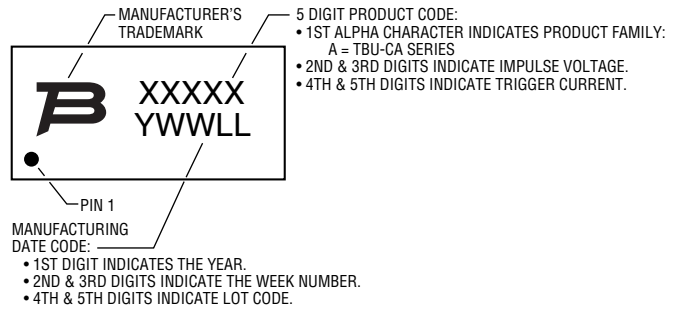 MANUFACTURER'S
TRADEMARK
5 DIGIT PRODUCT CODE:
• 1ST ALPHA CHARACTER INDICATES PRODUCT FAMILY:
A = TBU-CA SERIES
• 2ND & 3RD DIGITS INDICATE IMPULSE VOLTAGE.
• 4TH & 5TH DIGITS INDICATE TRIGGER CURRENT.
B
XXXXX
YWWLL
PIN 1
MANUFACTURING
DATE CODE:
• 1ST DIGIT INDICATES THE YEAR.
• 2ND & 3RD DIGITS INDICATE THE WEEK NUMBER.
• 4TH & 5TH DIGITS INDICATE LOT CODE.